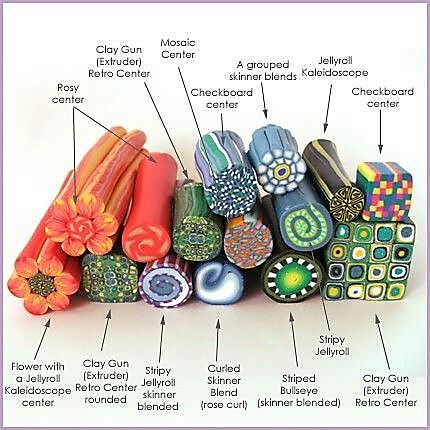 Mosaic
Center
Clay Gun
(Extruder)
Retro Center
A grouped
skinner blends
Jellyroll
Kaleidoscope
Rosy
center
Checkboard
center
Checkboard
center
Stripy
Jellyroll
Flower with
a Jellyroll
Kaleidoscope
center
Clay Gun
(Extruder)
Retro Center
rounded
Stripy
Jellyroll
skinner
blended
Curled
Skinner
Blend
(rose curl)
Striped
Bullseye
(skinner blended)
Clay Gun
(Extruder)
Retro Center